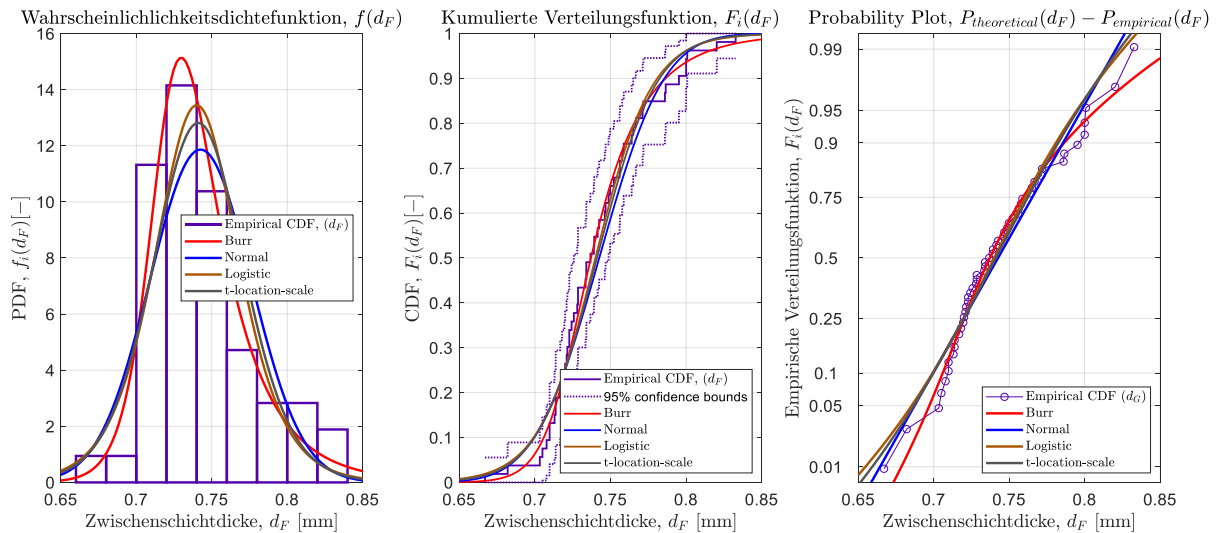 Wahrscheinlichlichkeitsdichtefunktion, f(d_F)
PDF, f_i(d_F)[−]
16
14
12
10
8
6
4
2
0
0.65 0.7 0.75 0.8 0.85
Zwischenschichtdicke, d_F [mm]
Empirical CDF, (d_F)
Burr
Normal
Logistic
t-location-scale
Kumulierte Verteilungsfunktion, F_i(d_F)
CDF, F_i(d_F)[−]
1
0.9
0.8
0.7
0.6
0.5
0.4
0.3
0.2
0.1
0
0.65 0.7 0.75 0.8 0.85
Zwischenschichtdicke, d_F [mm]
Empirical CDF, (d_F)
95% confidence bounds
Burr
Normal
Logistic
t-location-scale
Probability Plot, P_theoretical(d_F) − P_empirical(d_F)
Empirische Verteilungsfunktion, F_i(d_F)
0.99
0.95
0.9
0.75
0.5
0.25
0.1
0.05
0.01
0.65 0.7 0.75 0.8 0.85
Zwischenschichtdicke, d_F [mm]
Empirical CDF (d_G)
Burr
Normal
Logistic
t-location-scale